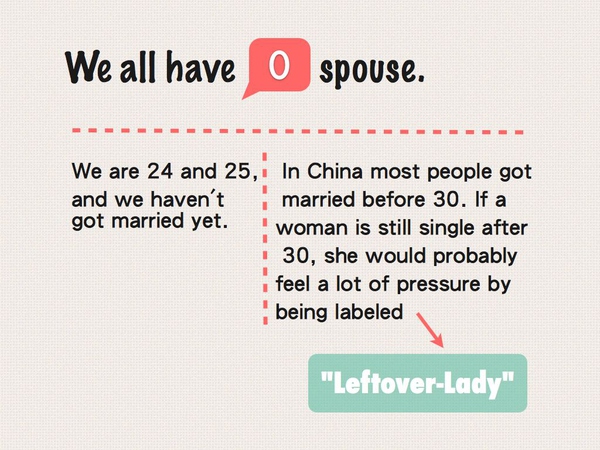 We all have 0 spouse.
We are 24 and 25,
and we haven't
got married yet.
In China most people got
married before 30. If a
woman is still single after
30, she would probably
feel a lot of pressure by
being labeled
"Leftover-Lady"